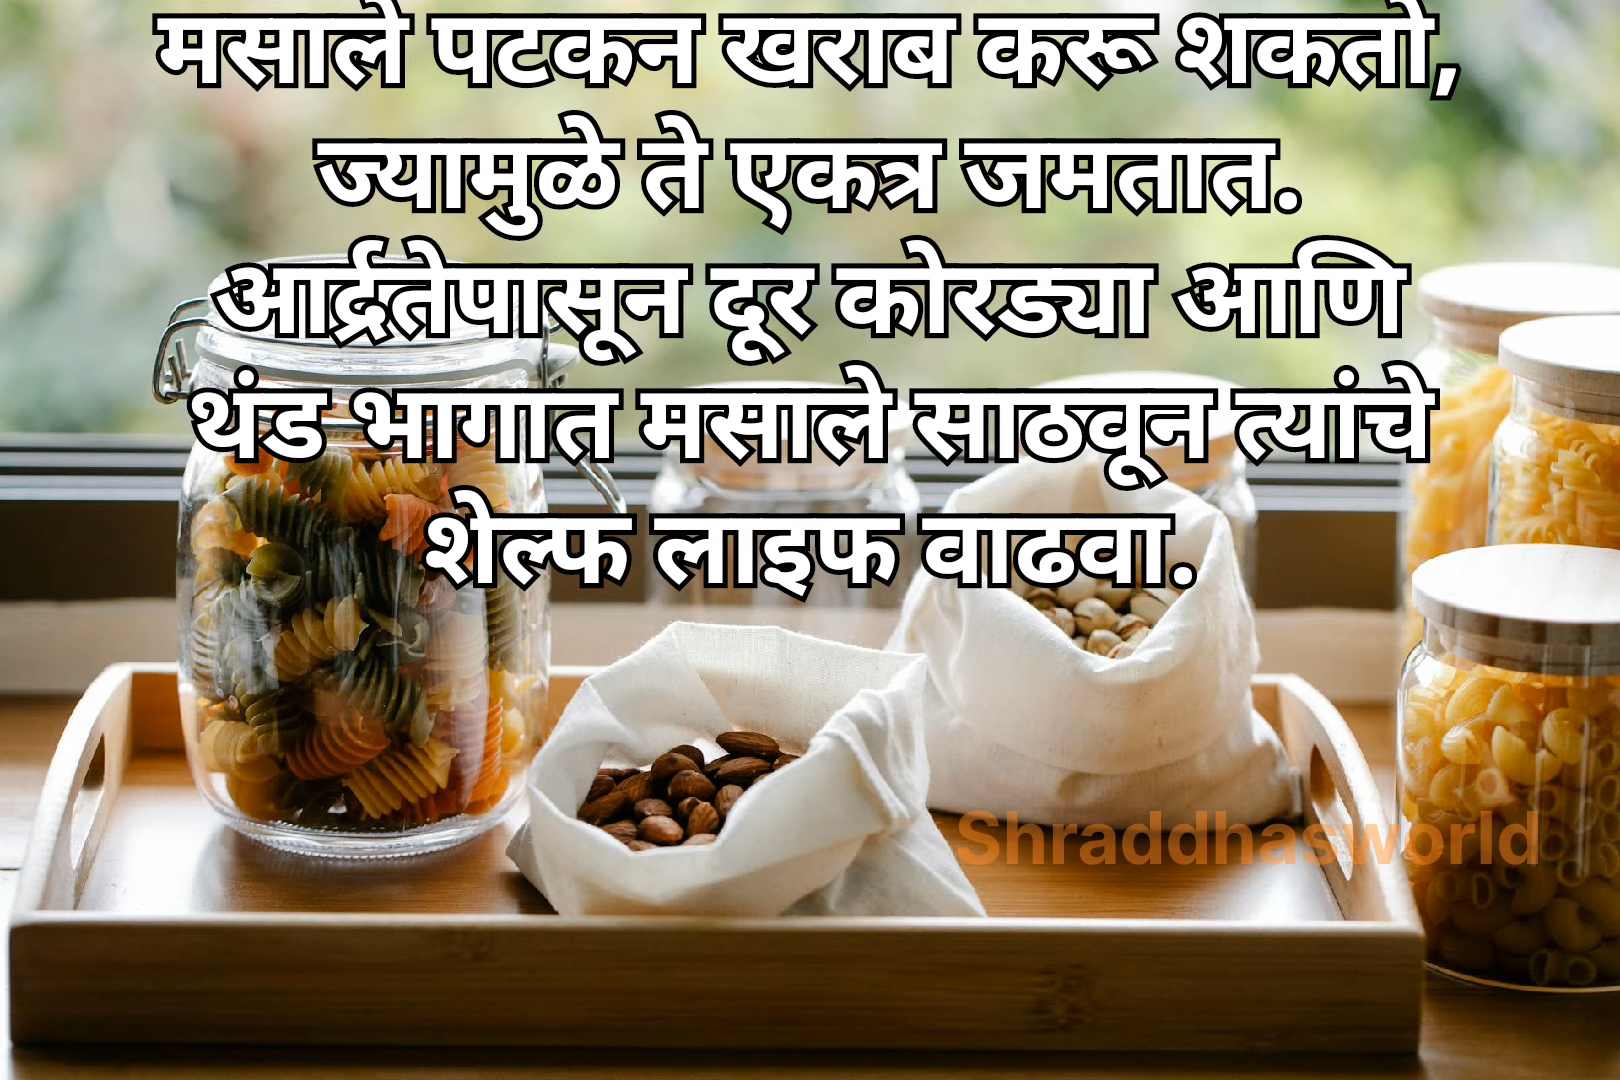 मसाले पटकन खराब करू शकतो,
ज्यामुळे ते एकत्र जमतात.
आर्द्रतेपासून दूर कोरड्या आणि
थंड भागात मसाले साठवून त्यांचे
शेल्फ लाइफ वाढवा.
Shraddhasworld